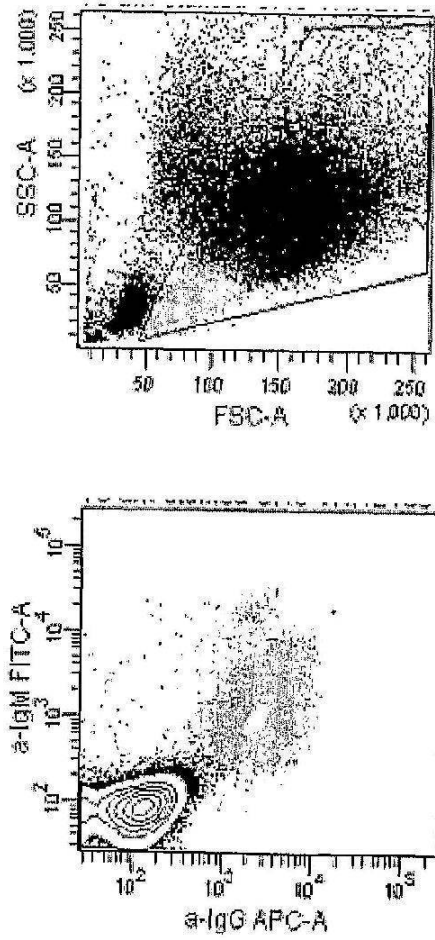 SSC-A (x 1,000)
250
200
150
100
50
50 100 150 200 250
FSC-A (x 1,000)
a-IgM FITC-A
10^5
10^4
10^3
10^2
10^2 10^3 10^4 10^5
a-IgG APC-A